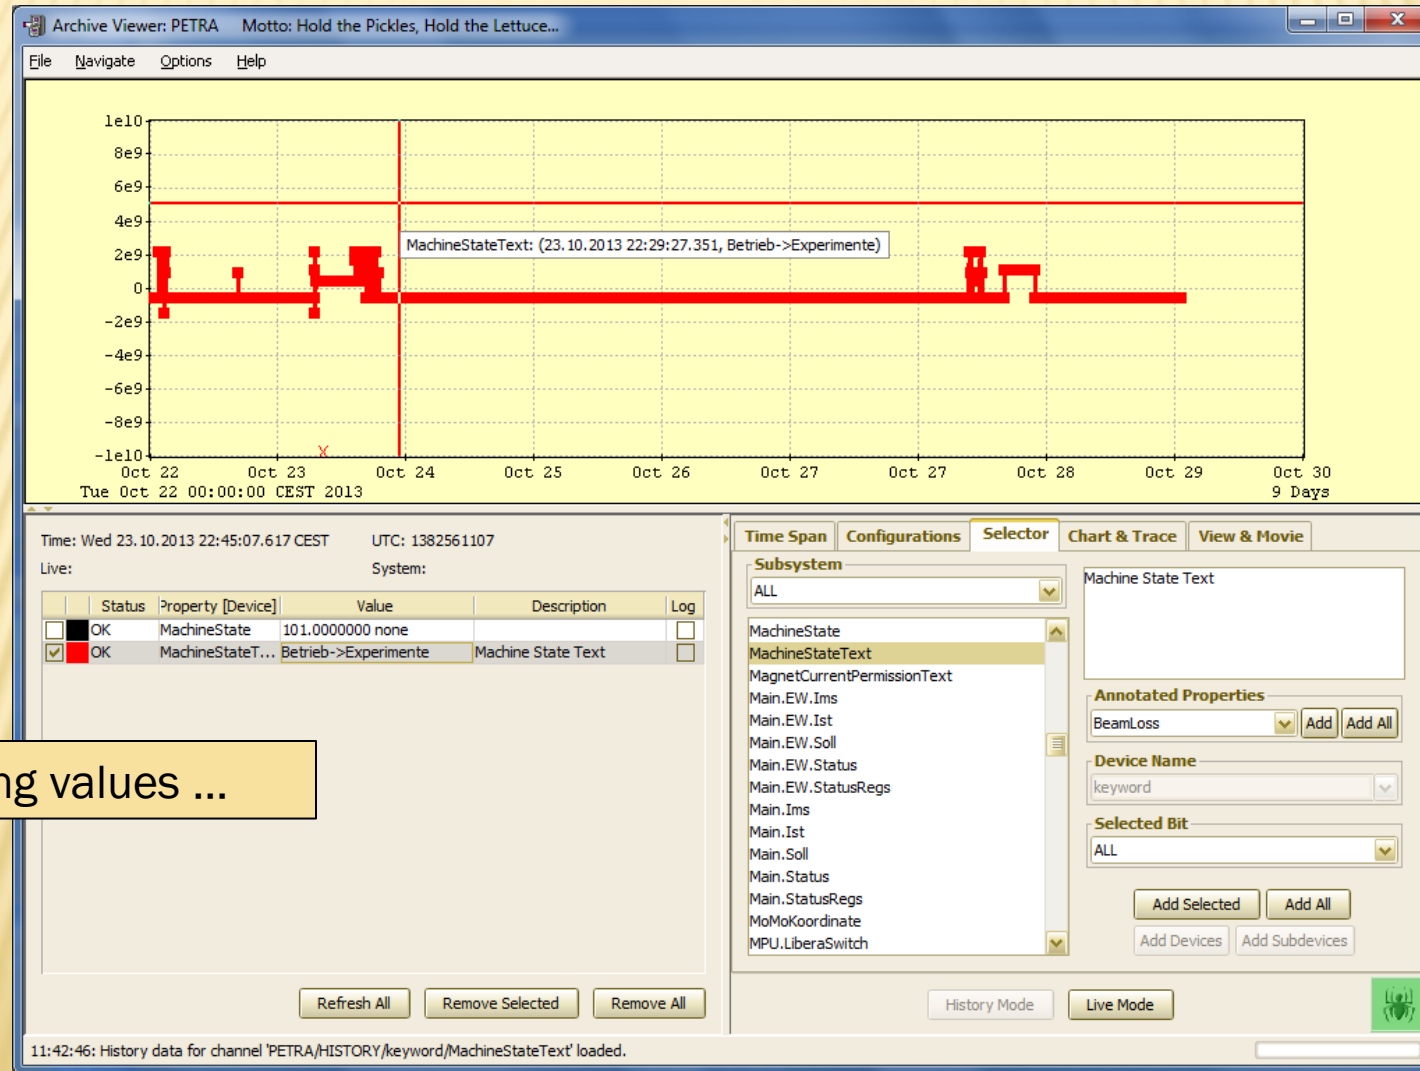 Archive Viewer: PETRA Motto: Hold the Pickles, Hold the Lettuce...
File Navigate Options Help
1e10
8e9
6e9
4e9
2e9
0
-2e9
-4e9
-6e9
-8e9
-1e10
MachineStateText: (23.10.2013 22:29:27.351, Betrieb->Experimente)
X
Oct 22 Oct 23 Oct 24 Oct 25 Oct 26 Oct 27 Oct 27 Oct 28 Oct 29 Oct 30
Tue Oct 22 00:00:00 CEST 2013 9 Days
Time: Wed 23.10.2013 22:45:07.617 CEST UTC: 1382561107
Live: System:
Status Property [Device] Value Description Log
OK MachineState 101.0000000 none
OK MachineStateT... Betrieb->Experimente Machine State Text
values ...
Refresh All Remove Selected Remove All
Time Span Configurations Selector Chart & Trace View & Movie
Subsystem
ALL
MachineState
MachineStateText
MagnetCurrentPermissionText
Main.EW.Ims
Main.EW.Ist
Main.EW.Soll
Main.EW.Status
Main.EW.StatusRegs
Main.Ims
Main.Ist
Main.Soll
Main.Status
Main.StatusRegs
MoMoKoordinate
MPU.LiberaSwitch
Machine State Text
Annotated Properties
BeamLoss Add Add All
Device Name
keyword
Selected Bit
ALL
Add Selected Add All
Add Devices Add Subdevices
History Mode Live Mode
11:42:46: History data for channel 'PETRA/HISTORY/keyword/MachineStateText' loaded.